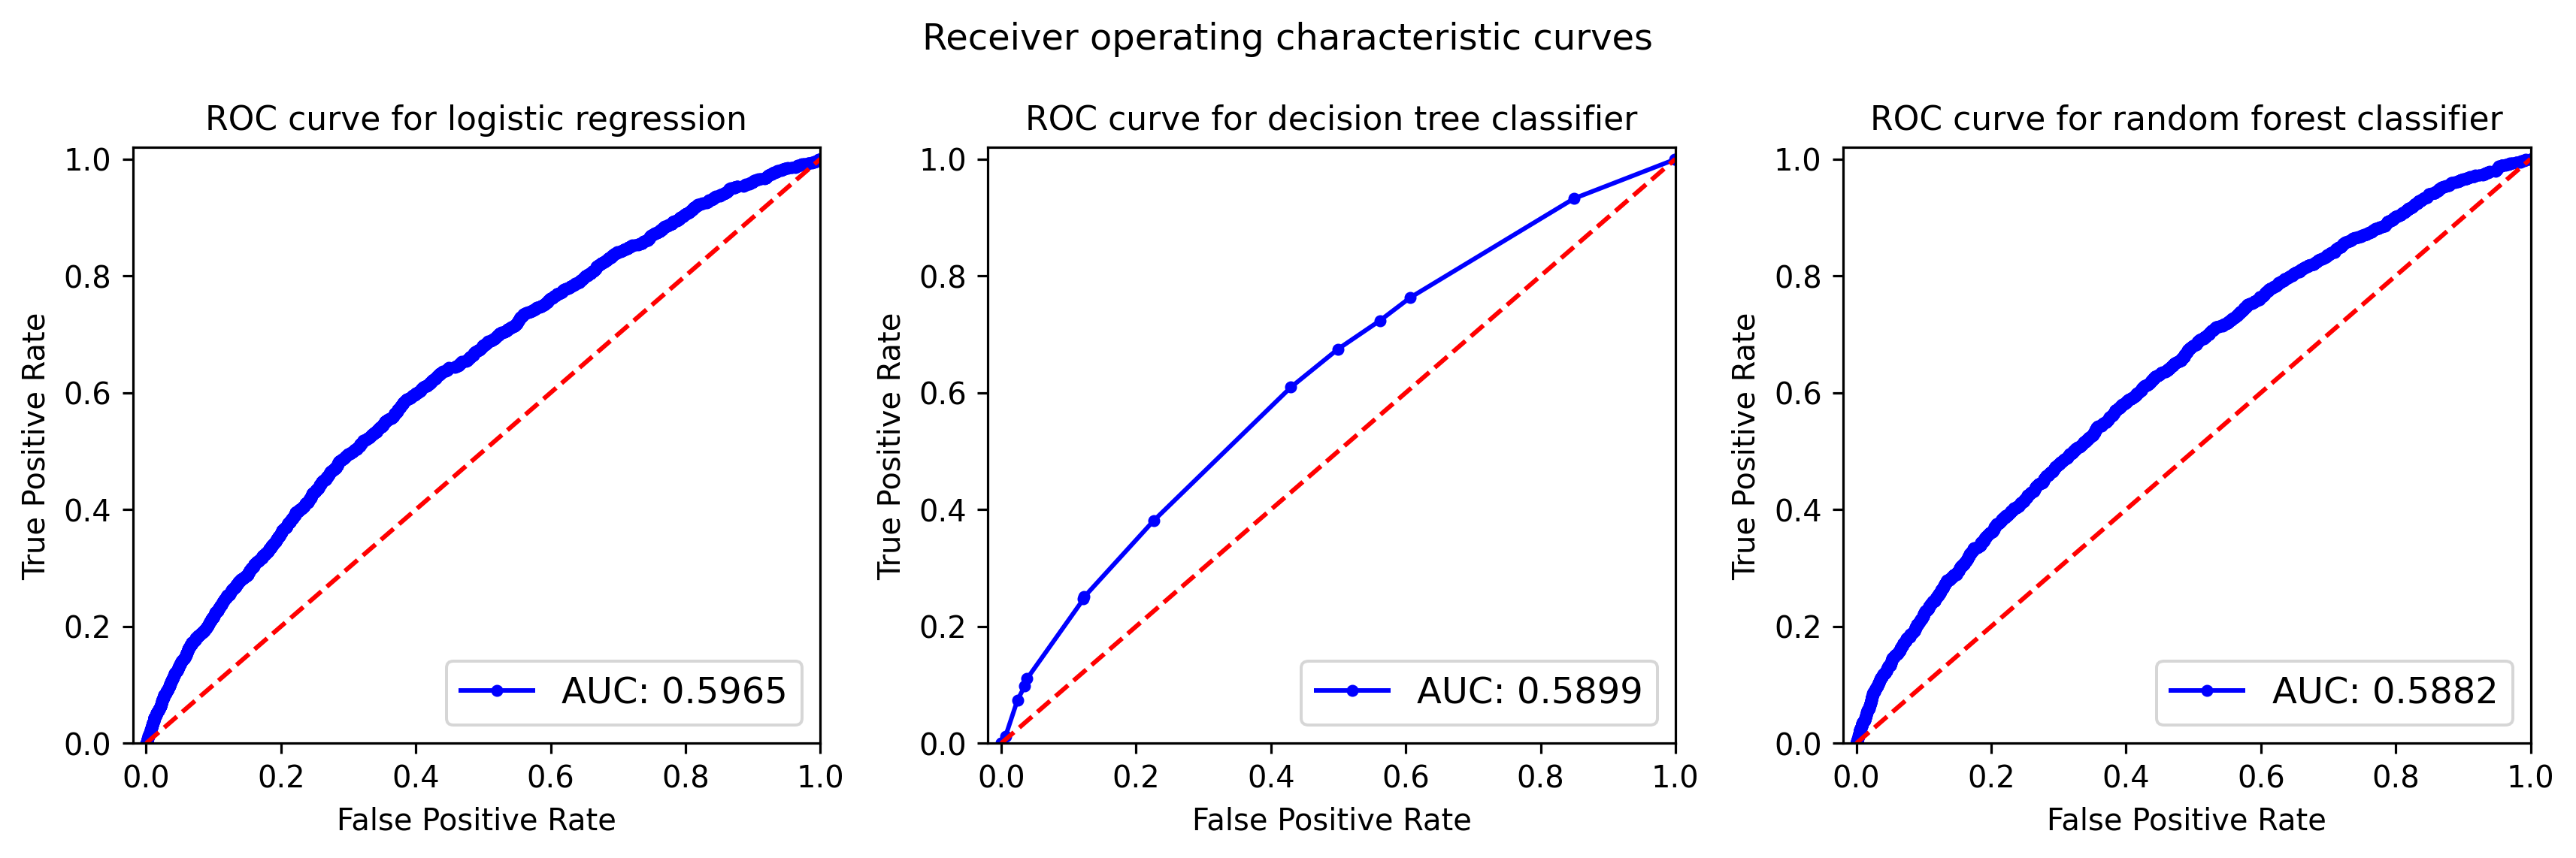 Receiver operating characteristic curves
ROC curve for logistic regression
1.0
0.8
0.6
0.4
0.2
0.0
True Positive Rate
0.0 0.2 0.4 0.6 0.8 1.0
False Positive Rate
AUC: 0.5965
ROC curve for decision tree classifier
1.0
0.8
0.6
0.4
0.2
0.0
True Positive Rate
0.0 0.2 0.4 0.6 0.8 1.0
False Positive Rate
AUC: 0.5899
ROC curve for random forest classifier
1.0
0.8
0.6
0.4
0.2
0.0
True Positive Rate
0.0 0.2 0.4 0.6 0.8 1.0
False Positive Rate
AUC: 0.5882